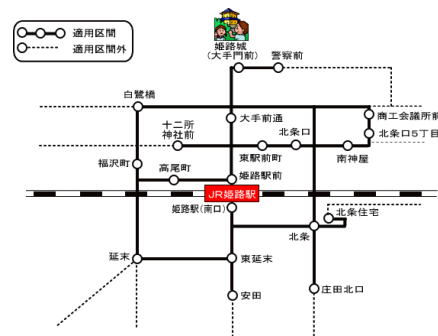 適用区間
適用区間外
姫路城
(大手門前)
警察前
白鷺橋
商工会議所前
大手前通
十二所
神社前
北条口
北条口5丁目
東駅前町
南神屋
福沢町
高尾町
姫路駅前
JR姫路駅
姫路駅(南口)
北条住宅
北条
延末
東延末
安田
庄田北口